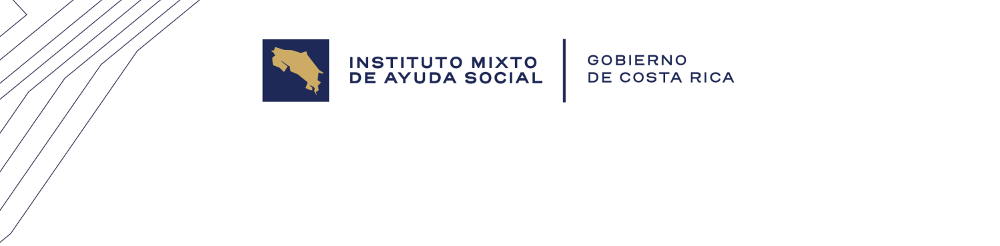 INSTITUTO MIXTO
DE AYUDA SOCIAL
GOBIERNO
DE COSTA RICA